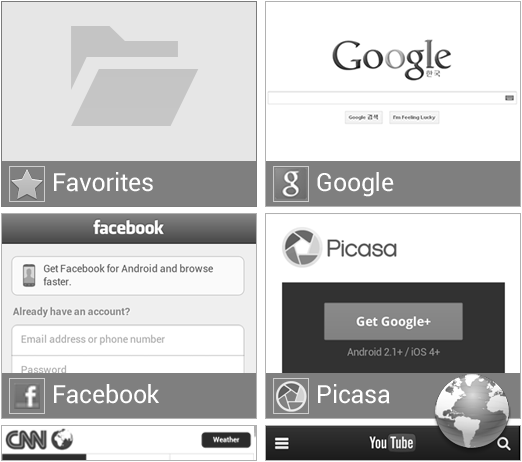 Favorites
Google
한국
Google 검색
I'm Feeling Lucky
g Google
facebook
Get Facebook for Android and browse
faster.
Already have an account?
Email address or phone number
Password
f Facebook
Picasa
Get Google+
Android 2.1+ / iOS 4+
Picasa
CNN
Weather
YouTube